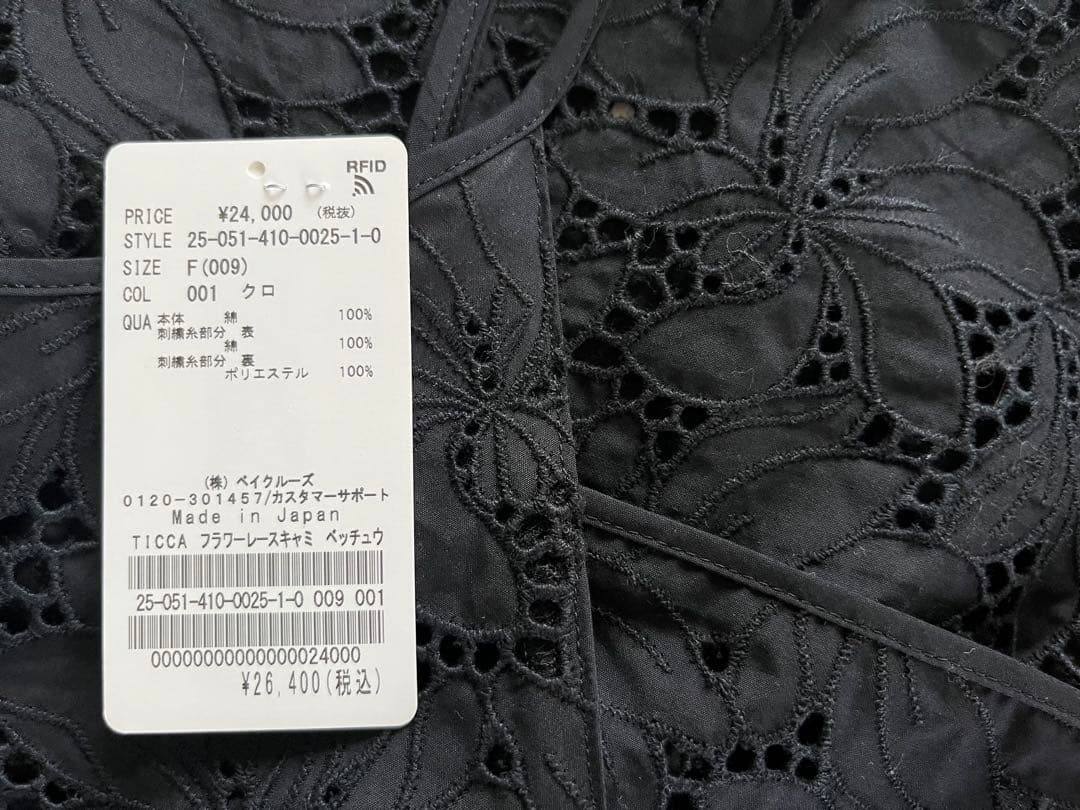 RFID
PRICE ¥24,000 (税抜)
STYLE 25-051-410-0025-1-0
SIZE F(009)
COL 001 クロ
QUA 本体 綿 100%
刺繍糸部分 表
綿 100%
刺繍糸部分 裏
ポリエステル 100%
(株) ベイクルーズ
0120-301457/カスタマーサポート
Made in Japan
TICCA フラワーレースキャミ ベッチュウ
25-051-410-0025-1-0 009 001
00000000000000024000
¥26,400(税込)